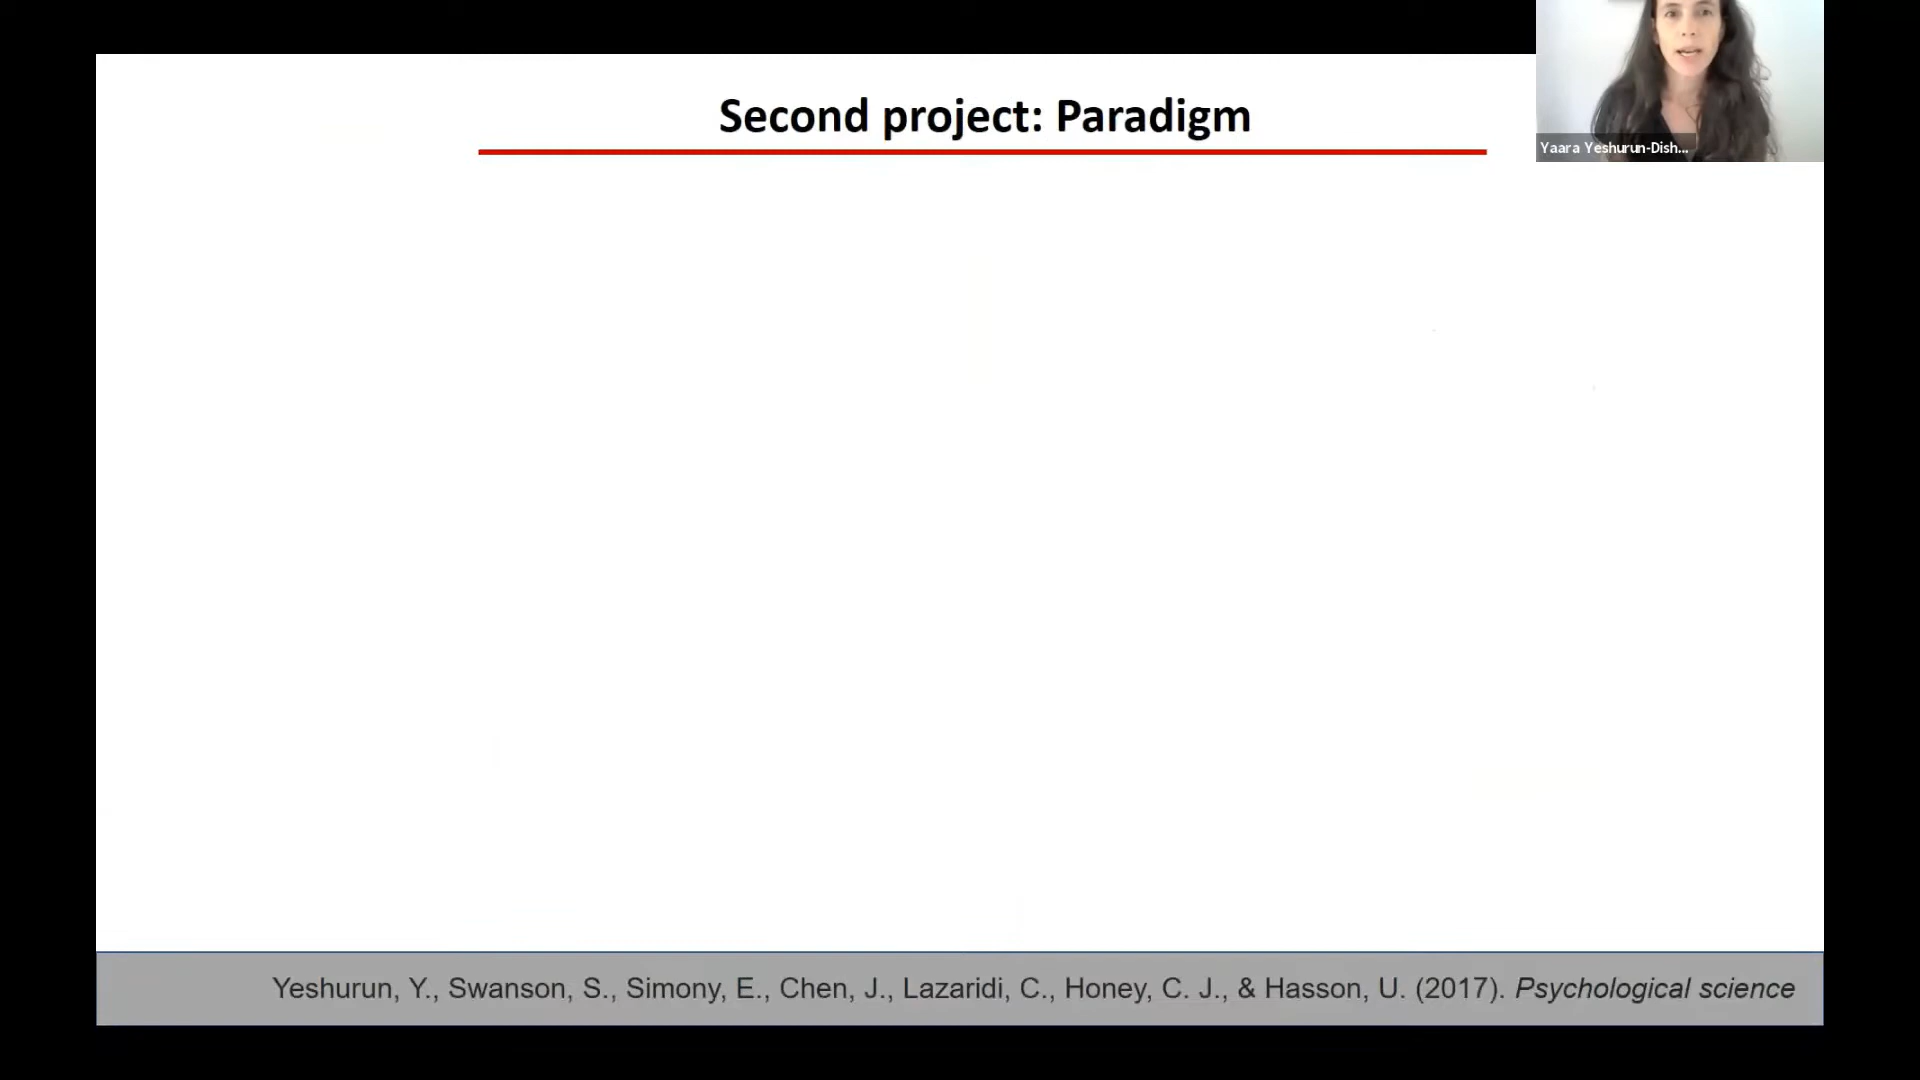 Second project: Paradigm
Yaara Yeshurun-Dish...
Yeshurun, Y., Swanson, S., Simony, E., Chen, J., Lazaridi, C., Honey, C. J., & Hasson, U. (2017). Psychological science